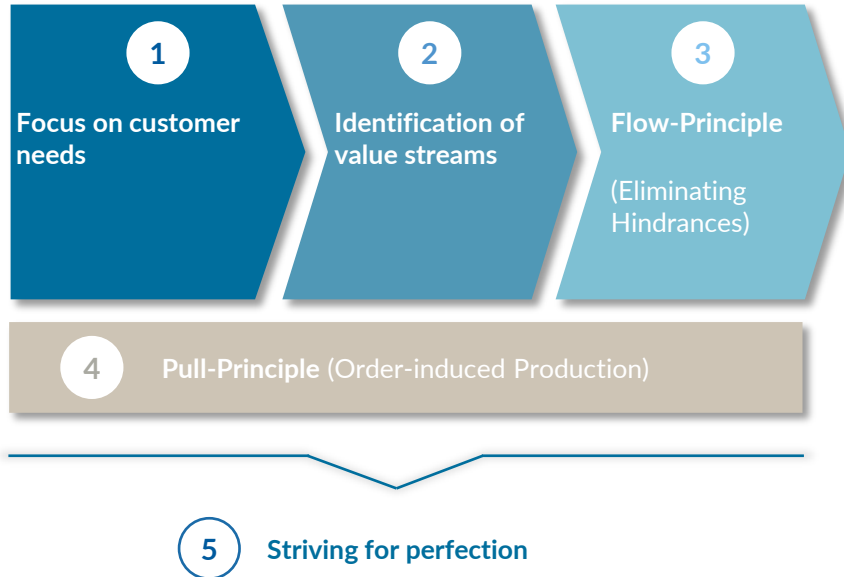 1
Focus on customer
needs
2
Identification of
value streams
3
Flow-Principle
(Eliminating
Hindrances)
4
Pull-Principle (Order-induced Production)
5
Striving for perfection